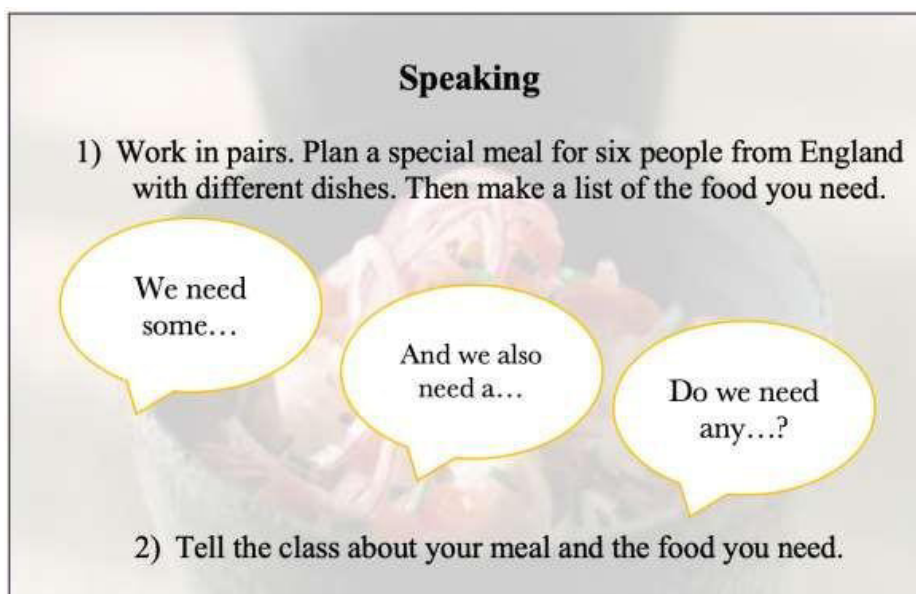 Speaking
1) Work in pairs. Plan a special meal for six people from England
with different dishes. Then make a list of the food you need.
We need
some…
And we also
need a…
Do we need
any…?
2) Tell the class about your meal and the food you need.